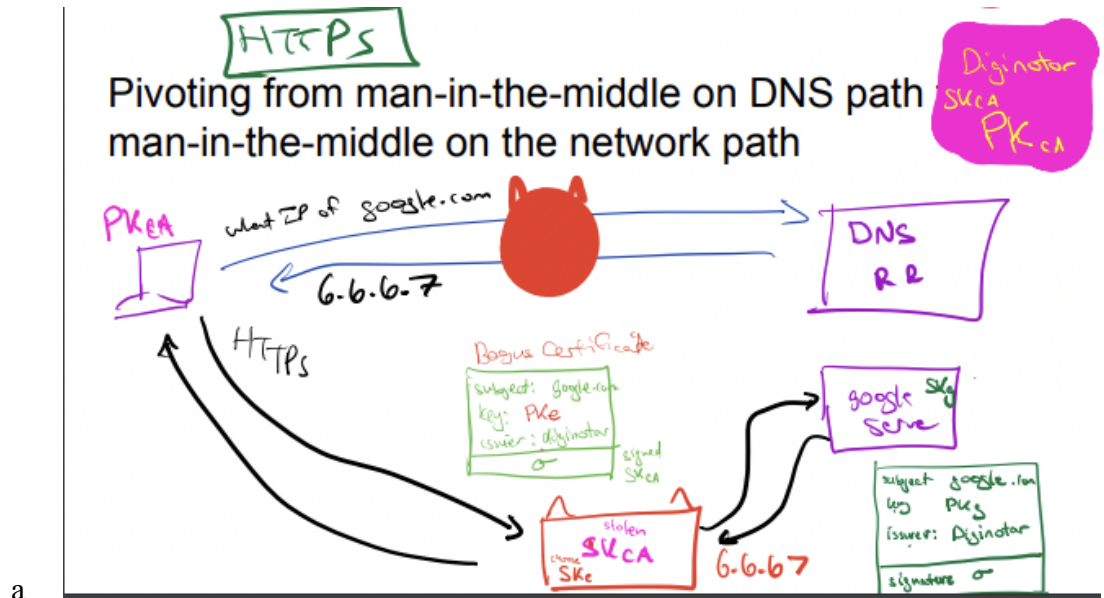 HTTPs
Pivoting from man-in-the-middle on DNS path
man-in-the-middle on the network path
Diginotar
SKCA
PKCA
PKCA
what IP of google.com
6.6.6.7
DNS
RR
HTTPs
Bogus Certificate
subject: google.com
key: PKe
issuer: diginotar
σ
signed
SKCA
google SKg
Serve
subject google.com
key PKg
issuer: Diginotar
signature σ
stolen
SKCA
SKe
6.6.67
a